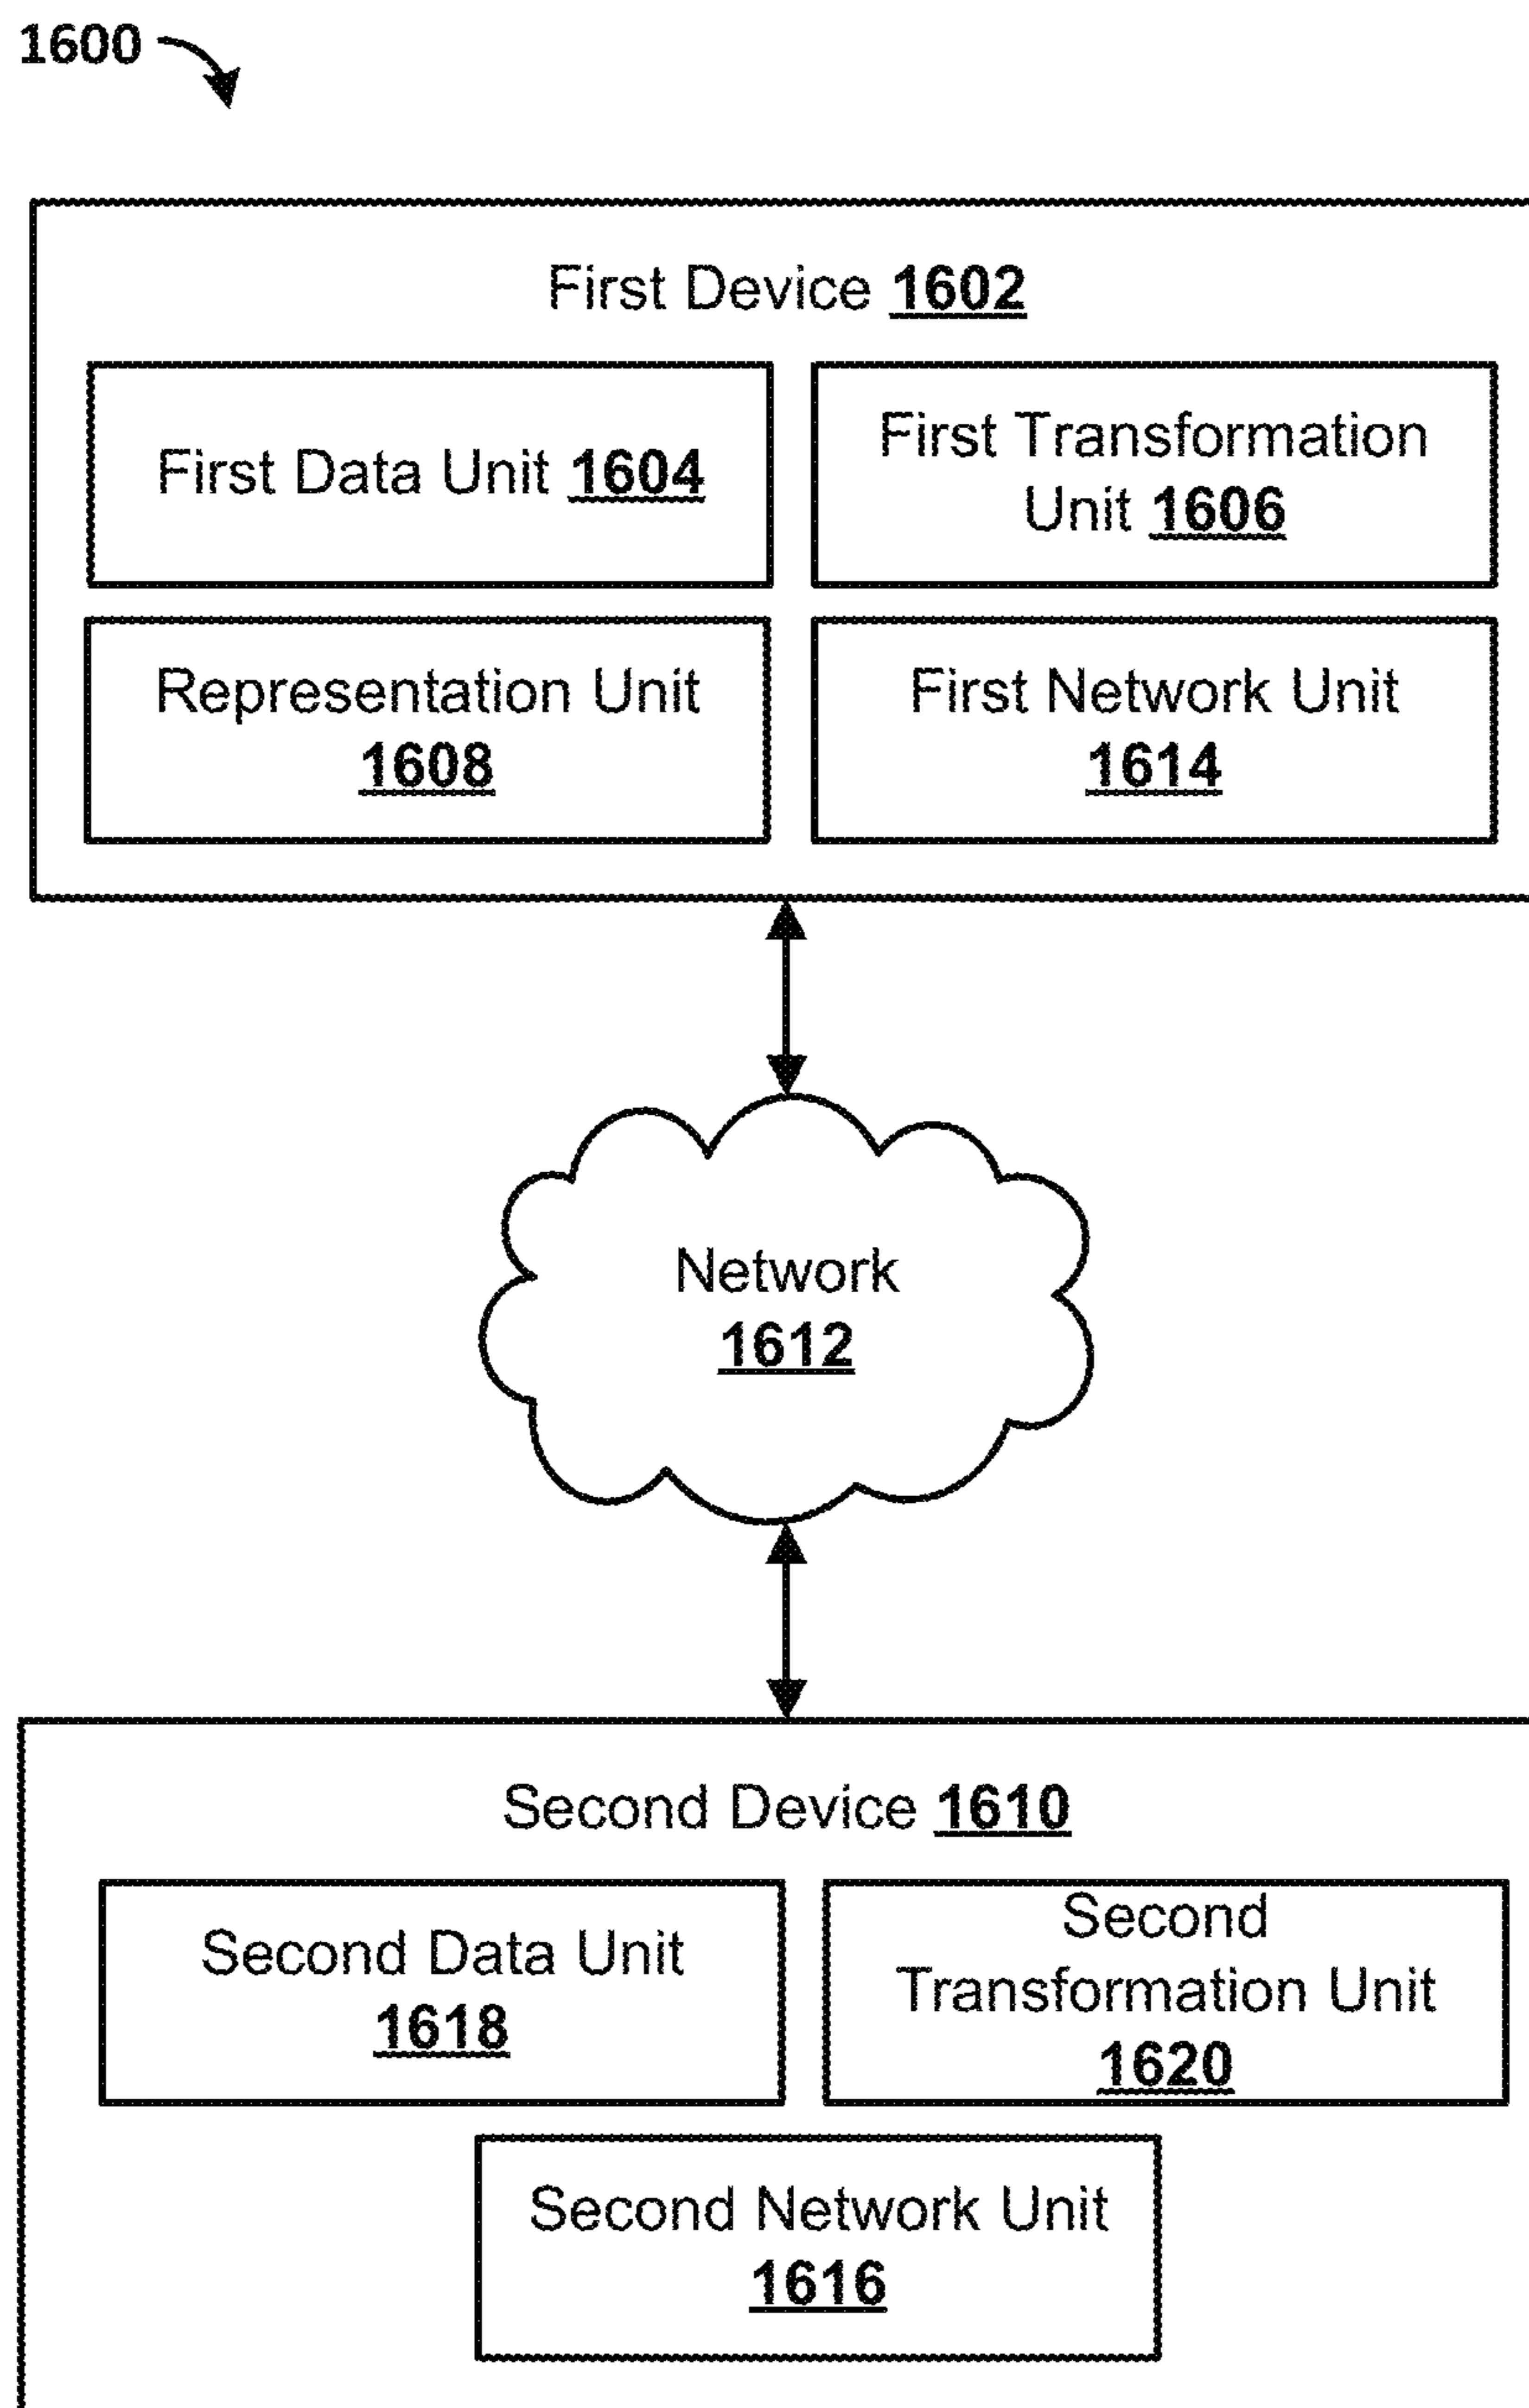 1600
First Device 1602
First Data Unit 1604
First Transformation
Unit 1606
Representation Unit
1608
First Network Unit
1614
Network
1612
Second Device 1610
Second Data Unit
1618
Second
Transformation Unit
1620
Second Network Unit
1616